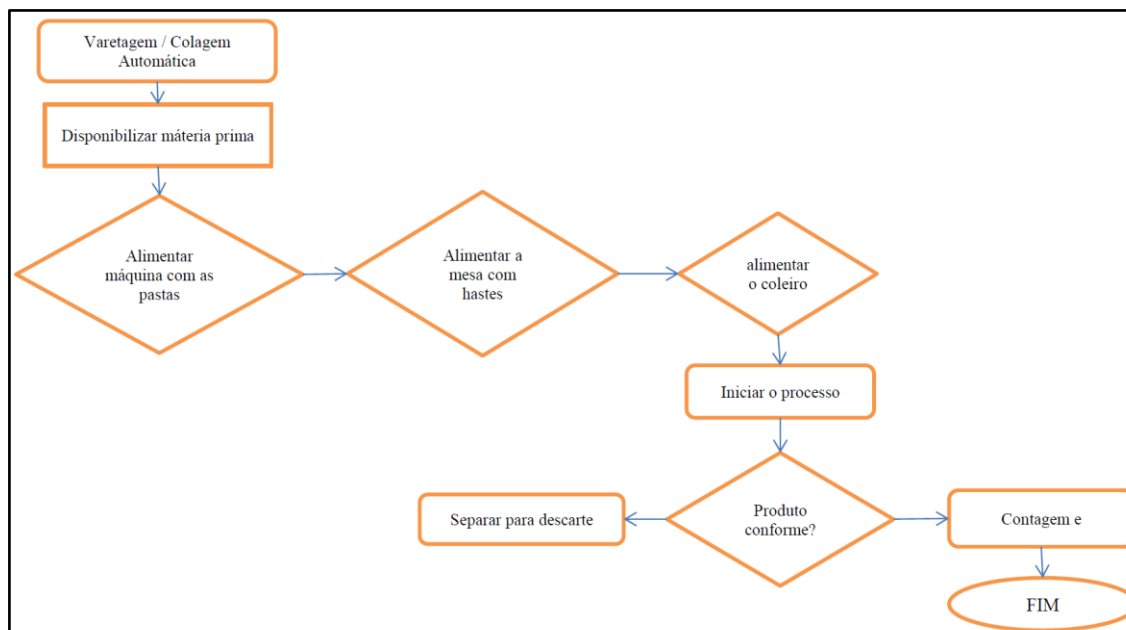 Varetagem / Colagem
Automática
Disponibilizar máteria prima
Alimentar
máquina com as
pastas
Alimentar a
mesa com
hastes
alimentar
o coleiro
Iniciar o processo
Produto
conforme?
Separar para descarte
Contagem e
FIM